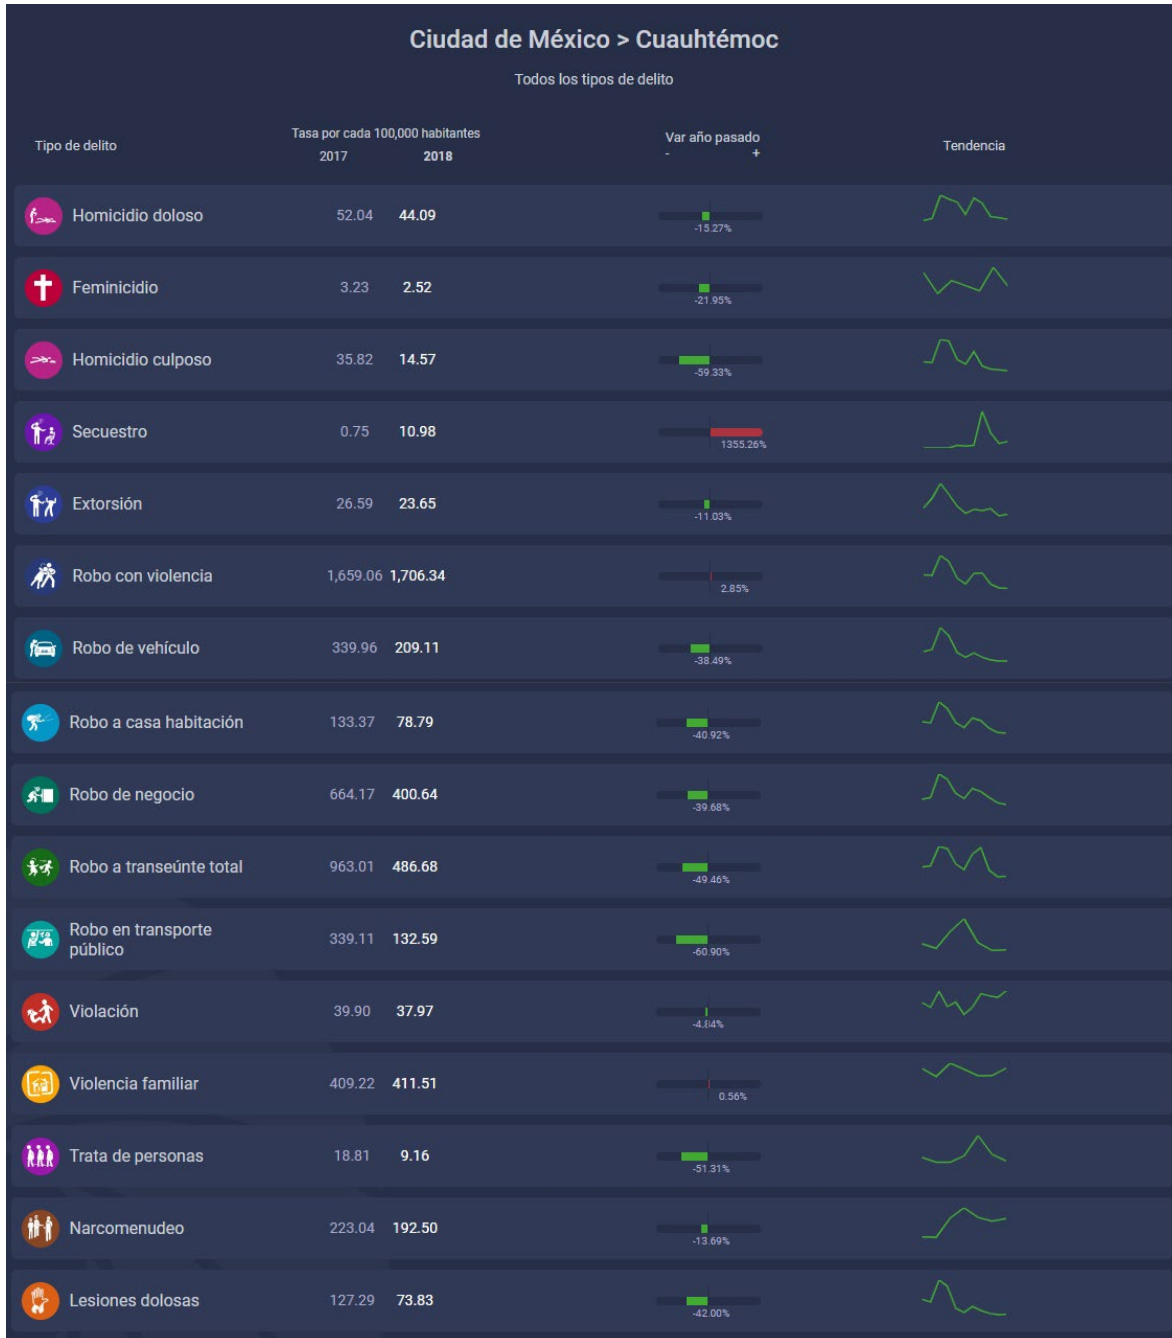 Ciudad de México > Cuauhtémoc
Todos los tipos de delito
Tipo de delito Tasa por cada 100,000 habitantes Var año pasado Tendencia
2017 2018 - +
Homicidio doloso 52.04 44.09 -15.27%
Feminicidio 3.23 2.52 -21.95%
Homicidio culposo 35.82 14.57 -59.33%
Secuestro 0.75 10.98 1355.26%
Extorsión 26.59 23.65 -11.03%
Robo con violencia 1,659.06 1,706.34 2.85%
Robo de vehículo 339.96 209.11 -38.49%
Robo a casa habitación 133.37 78.79 -40.92%
Robo de negocio 664.17 400.64 -39.68%
Robo a transeúnte total 963.01 486.68 -49.46%
Robo en transporte
público 339.11 132.59 -60.90%
Violación 39.90 37.97 -4.84%
Violencia familiar 409.22 411.51 0.56%
Trata de personas 18.81 9.16 -51.31%
Narcomenudeo 223.04 192.50 -13.69%
Lesiones dolosas 127.29 73.83 -42.00%